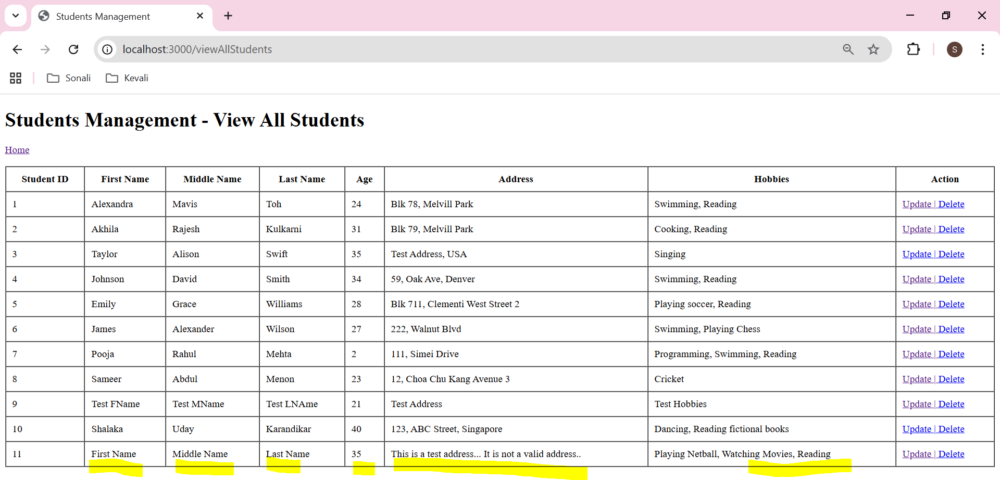 Students Management
localhost:3000/viewAllStudents
S
Sonali Kevali
Students Management - View All Students
Home
Student ID First Name Middle Name Last Name Age Address Hobbies Action
1 Alexandra Mavis Toh 24 Blk 78, Melvill Park Swimming, Reading Update | Delete
2 Akhila Rajesh Kulkarni 31 Blk 79, Melvill Park Cooking, Reading Update | Delete
3 Taylor Alison Swift 35 Test Address, USA Singing Update | Delete
4 Johnson David Smith 34 59, Oak Ave, Denver Swimming, Reading Update | Delete
5 Emily Grace Williams 28 Blk 711, Clementi West Street 2 Playing soccer, Reading Update | Delete
6 James Alexander Wilson 27 222, Walnut Blvd Swimming, Playing Chess Update | Delete
7 Pooja Rahul Mehta 2 111, Simei Drive Programming, Swimming, Reading Update | Delete
8 Sameer Abdul Menon 23 12, Choa Chu Kang Avenue 3 Cricket Update | Delete
9 Test FName Test MName Test LNAme 21 Test Address Test Hobbies Update | Delete
10 Shalaka Uday Karandikar 40 123, ABC Street, Singapore Dancing, Reading fictional books Update | Delete
11 First Name Middle Name Last Name 35 This is a test address... It is not a valid address.. Playing Netball, Watching Movies, Reading Update | Delete